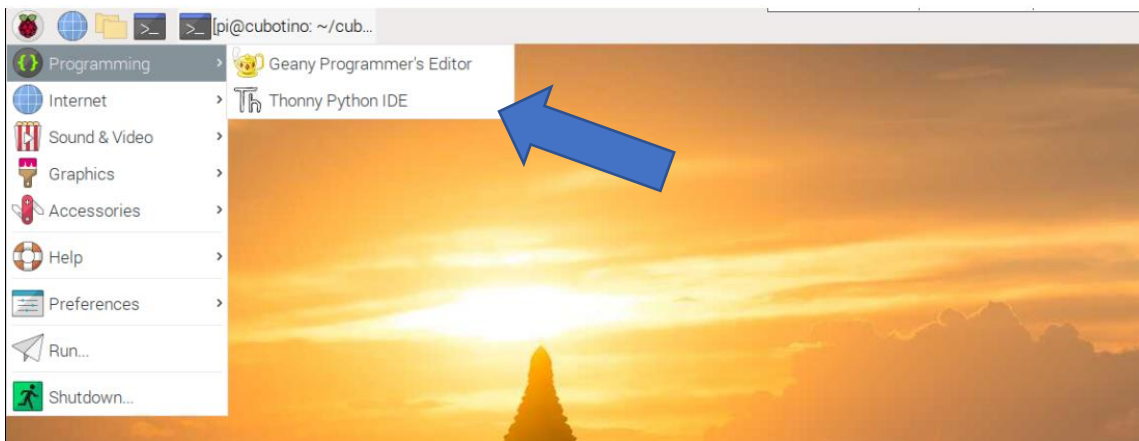 [pi@cubotino: ~/cub...
Programming
Geany Programmer's Editor
Internet
Thonny Python IDE
Sound & Video
Graphics
Accessories
Help
Preferences
Run...
Shutdown...